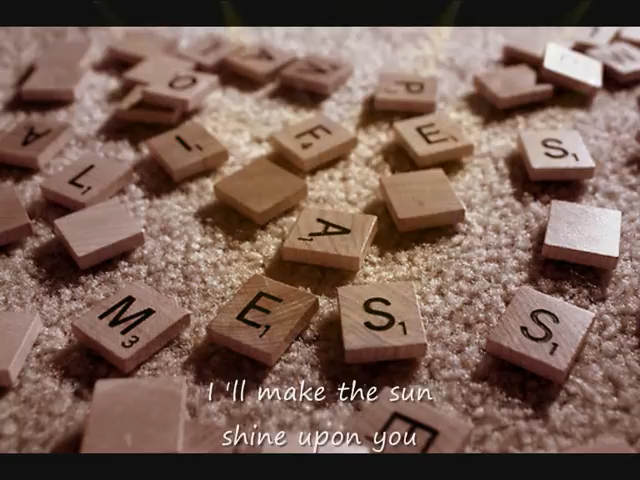 O P
A I F E S
L
A
M E S S
S
E
I 'll make the sun
shine upon you